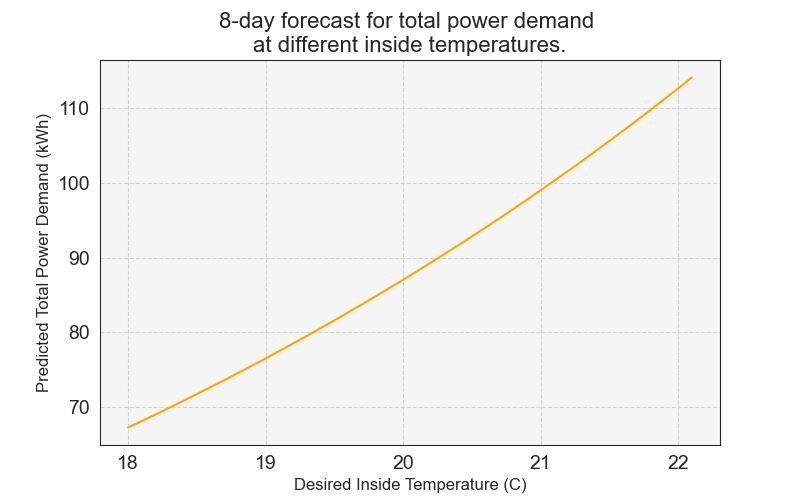 8-day forecast for total power demand
at different inside temperatures.
Predicted Total Power Demand (kWh)
110
100
90
80
70
18 19 20 21 22
Desired Inside Temperature (C)